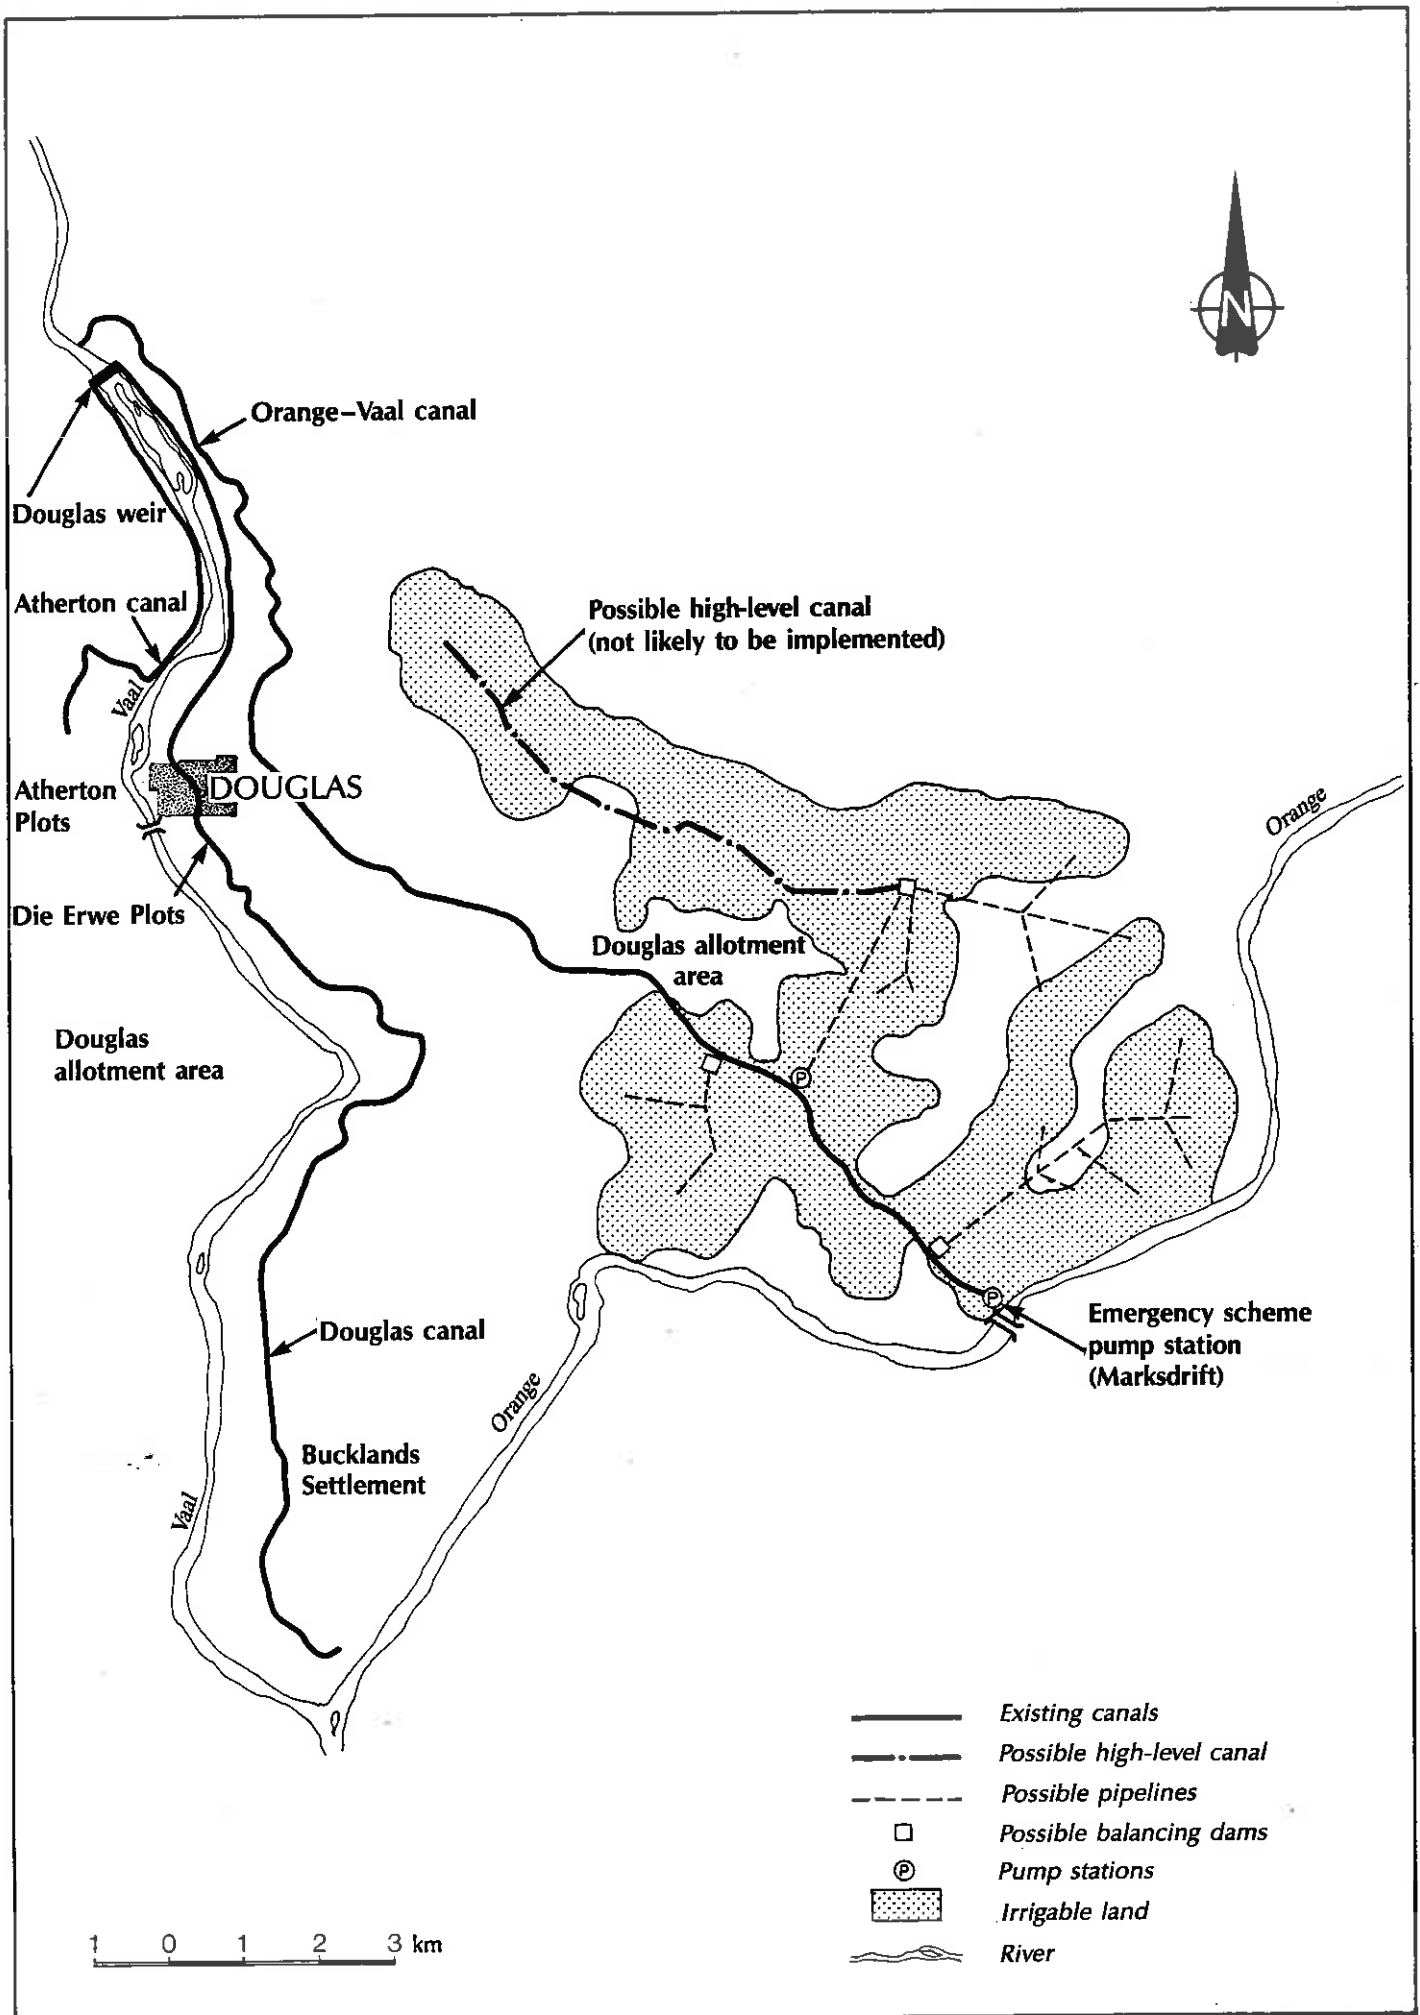 N
Orange–Vaal canal
Douglas weir
Atherton canal
Possible high-level canal
(not likely to be implemented)
Vaal
DOUGLAS
Atherton
Plots
Orange
Die Erwe Plots
Douglas allotment
area
Douglas
allotment area
P
P
Emergency scheme
pump station
(Marksdrift)
Douglas canal
Orange
Bucklands
Settlement
Vaal
Existing canals
Possible high-level canal
Possible pipelines
Possible balancing dams
P Pump stations
Irrigable land
River
1 0 1 2 3 km